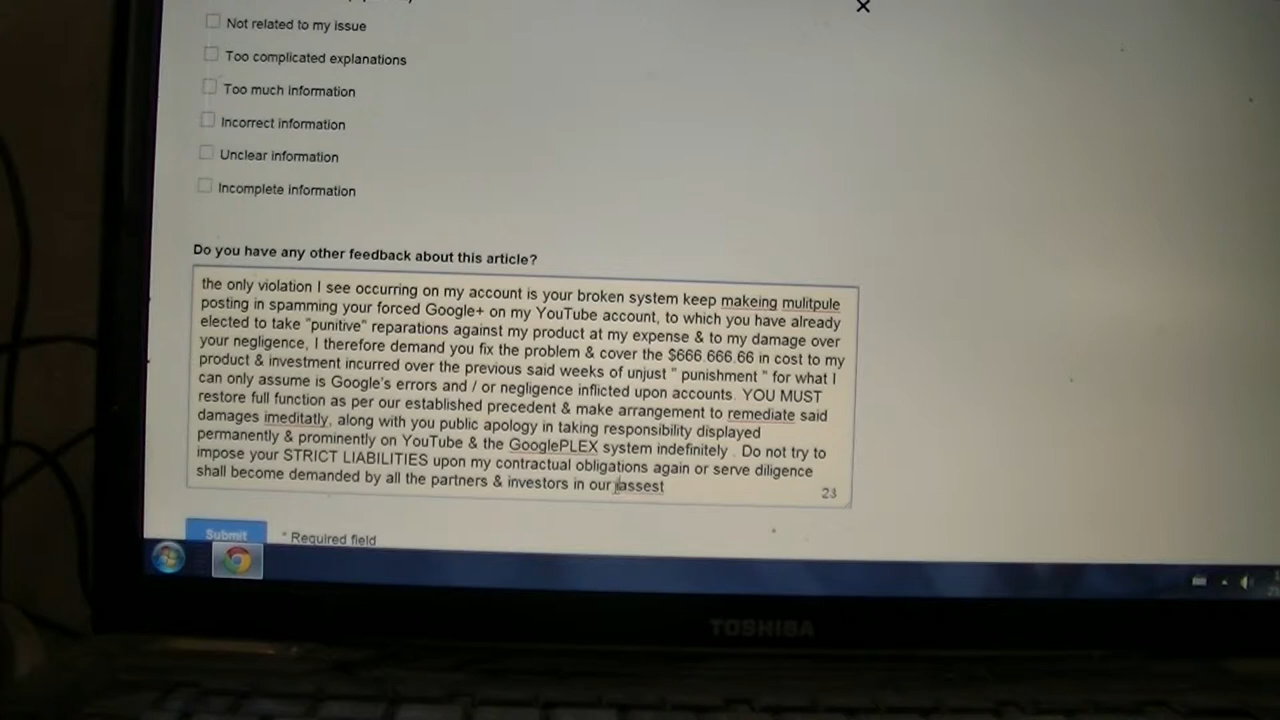 Not related to my issue
Too complicated explanations
Too much information
Incorrect information
Unclear information
Incomplete information
Do you have any other feedback about this article?
the only violation I see occurring on my account is your broken system keep makeing mulitpule
posting in spamming your forced Google+ on my YouTube account, to which you have already
elected to take "punitive" reparations against my product at my expense & to my damage over
your negligence, I therefore demand you fix the problem & cover the $666.666.66 in cost to my
product & investment incurred over the previous said weeks of unjust " punishment " for what I
can only assume is Google's errors and / or negligence inflicted upon accounts. YOU MUST
restore full function as per our established precedent & make arrangement to remediate said
damages imeditatly, along with you public apology in taking responsibility displayed
permanently & prominently on YouTube & the GooglePLEX system indefinitely . Do not try to
impose your STRICT LIABILITIES upon my contractual obligations again or serve diligence
shall become demanded by all the partners & investors in our assest
23
Submit
* Required field
TOSHIBA